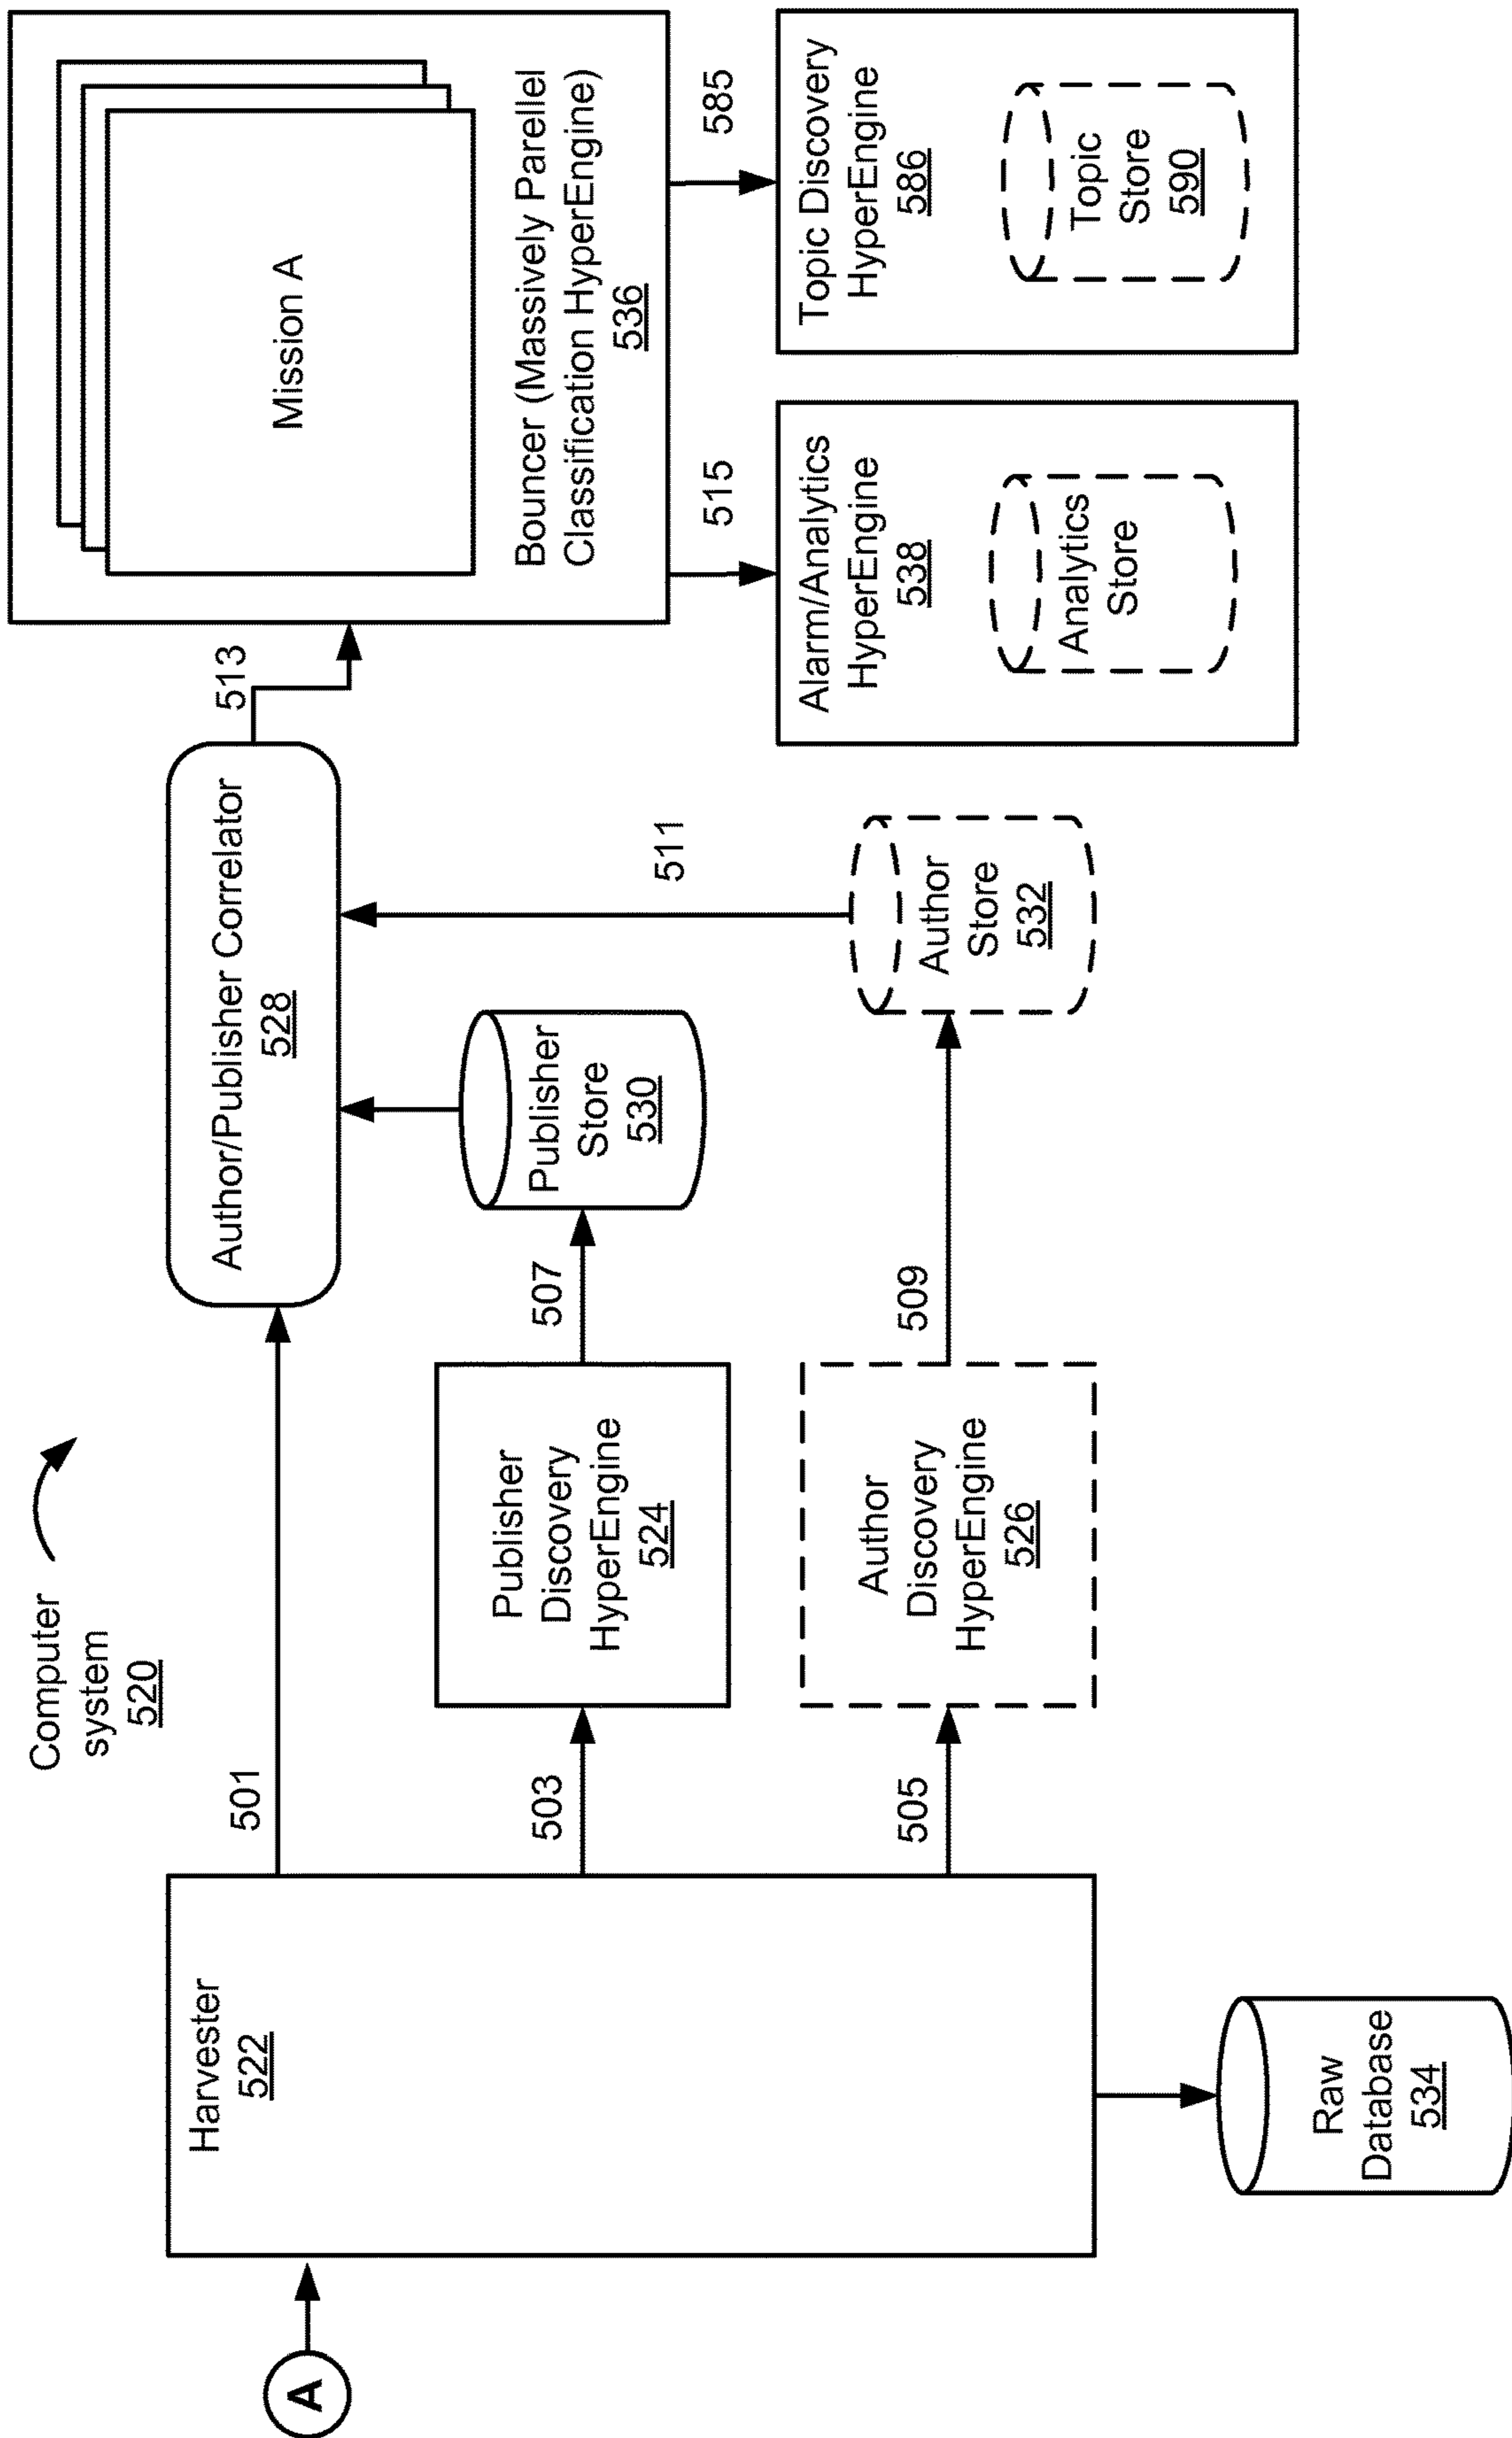 Computer
system
520
A
Harvester
522
Raw
Database
534
501
503
505
Publisher
Discovery
HyperEngine
524
Author
Discovery
HyperEngine
526
507
509
Publisher
Store
530
Author
Store
532
511
Author/Publisher Correlator
528
513
Mission A
Bouncer (Massively Parellel
Classification HyperEngine)
536
515
585
Alarm/Analytics
HyperEngine
538
Analytics
Store
Topic Discovery
HyperEngine
586
Topic
Store
590